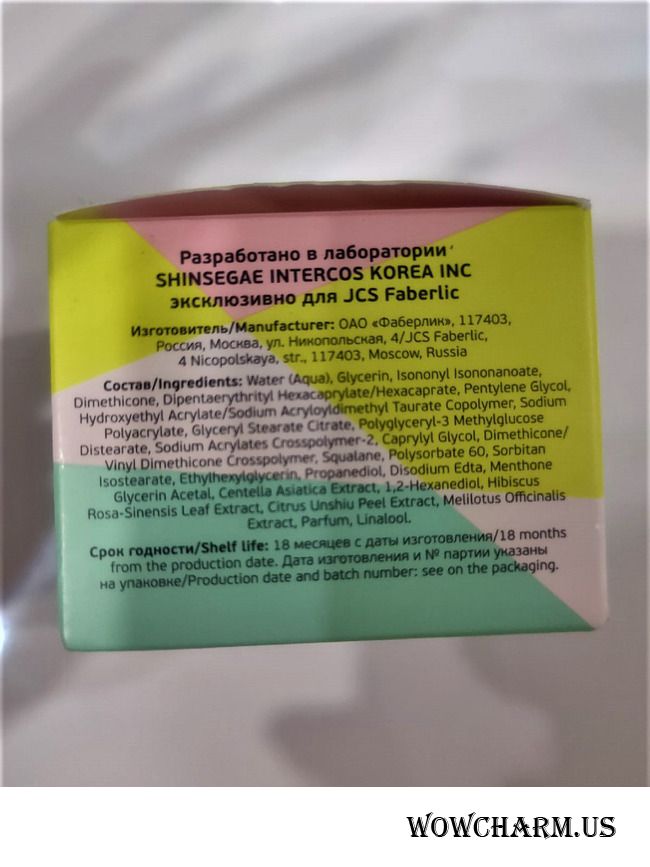 Разработано в лаборатории
SHINSEGAE INTERCOS KOREA INC
эксклюзивно для JCS Faberlic
Изготовитель/Manufacturer: ОАО «Фаберлик», 117403,
Россия, Москва, ул. Никопольская, 4/JCS Faberlic,
4 Nicopolskaya, str., 117403, Moscow, Russia
Состав/Ingredients: Water (Aqua), Glycerin, Isononyl Isononanoate,
Dimethicone, Dipentaerythrityl Hexacaprylate/Hexacaprate, Pentylene Glycol,
Hydroxyethyl Acrylate/Sodium Acryloyldimethyl Taurate Copolymer, Sodium
Polyacrylate, Glyceryl Stearate Citrate, Polyglyceryl-3 Methylglucose
Distearate, Sodium Acrylates Crosspolymer-2, Caprylyl Glycol, Dimethicone/
Vinyl Dimethicone Crosspolymer, Squalane, Polysorbate 60, Sorbitan
Isostearate, Ethylhexylglycerin, Propanediol, Disodium Edta, Menthone
Glycerin Acetal, Centella Asiatica Extract, 1,2-Hexanediol, Hibiscus
Rosa-Sinensis Leaf Extract, Citrus Unshiu Peel Extract, Melilotus Officinalis
Extract, Parfum, Linalool.
Срок годности/Shelf life: 18 месяцев с даты изготовления/18 months
from the production date. Дата изготовления и № партии указаны
на упаковке/Production date and batch number: see on the packaging.
WOWCHARM.US